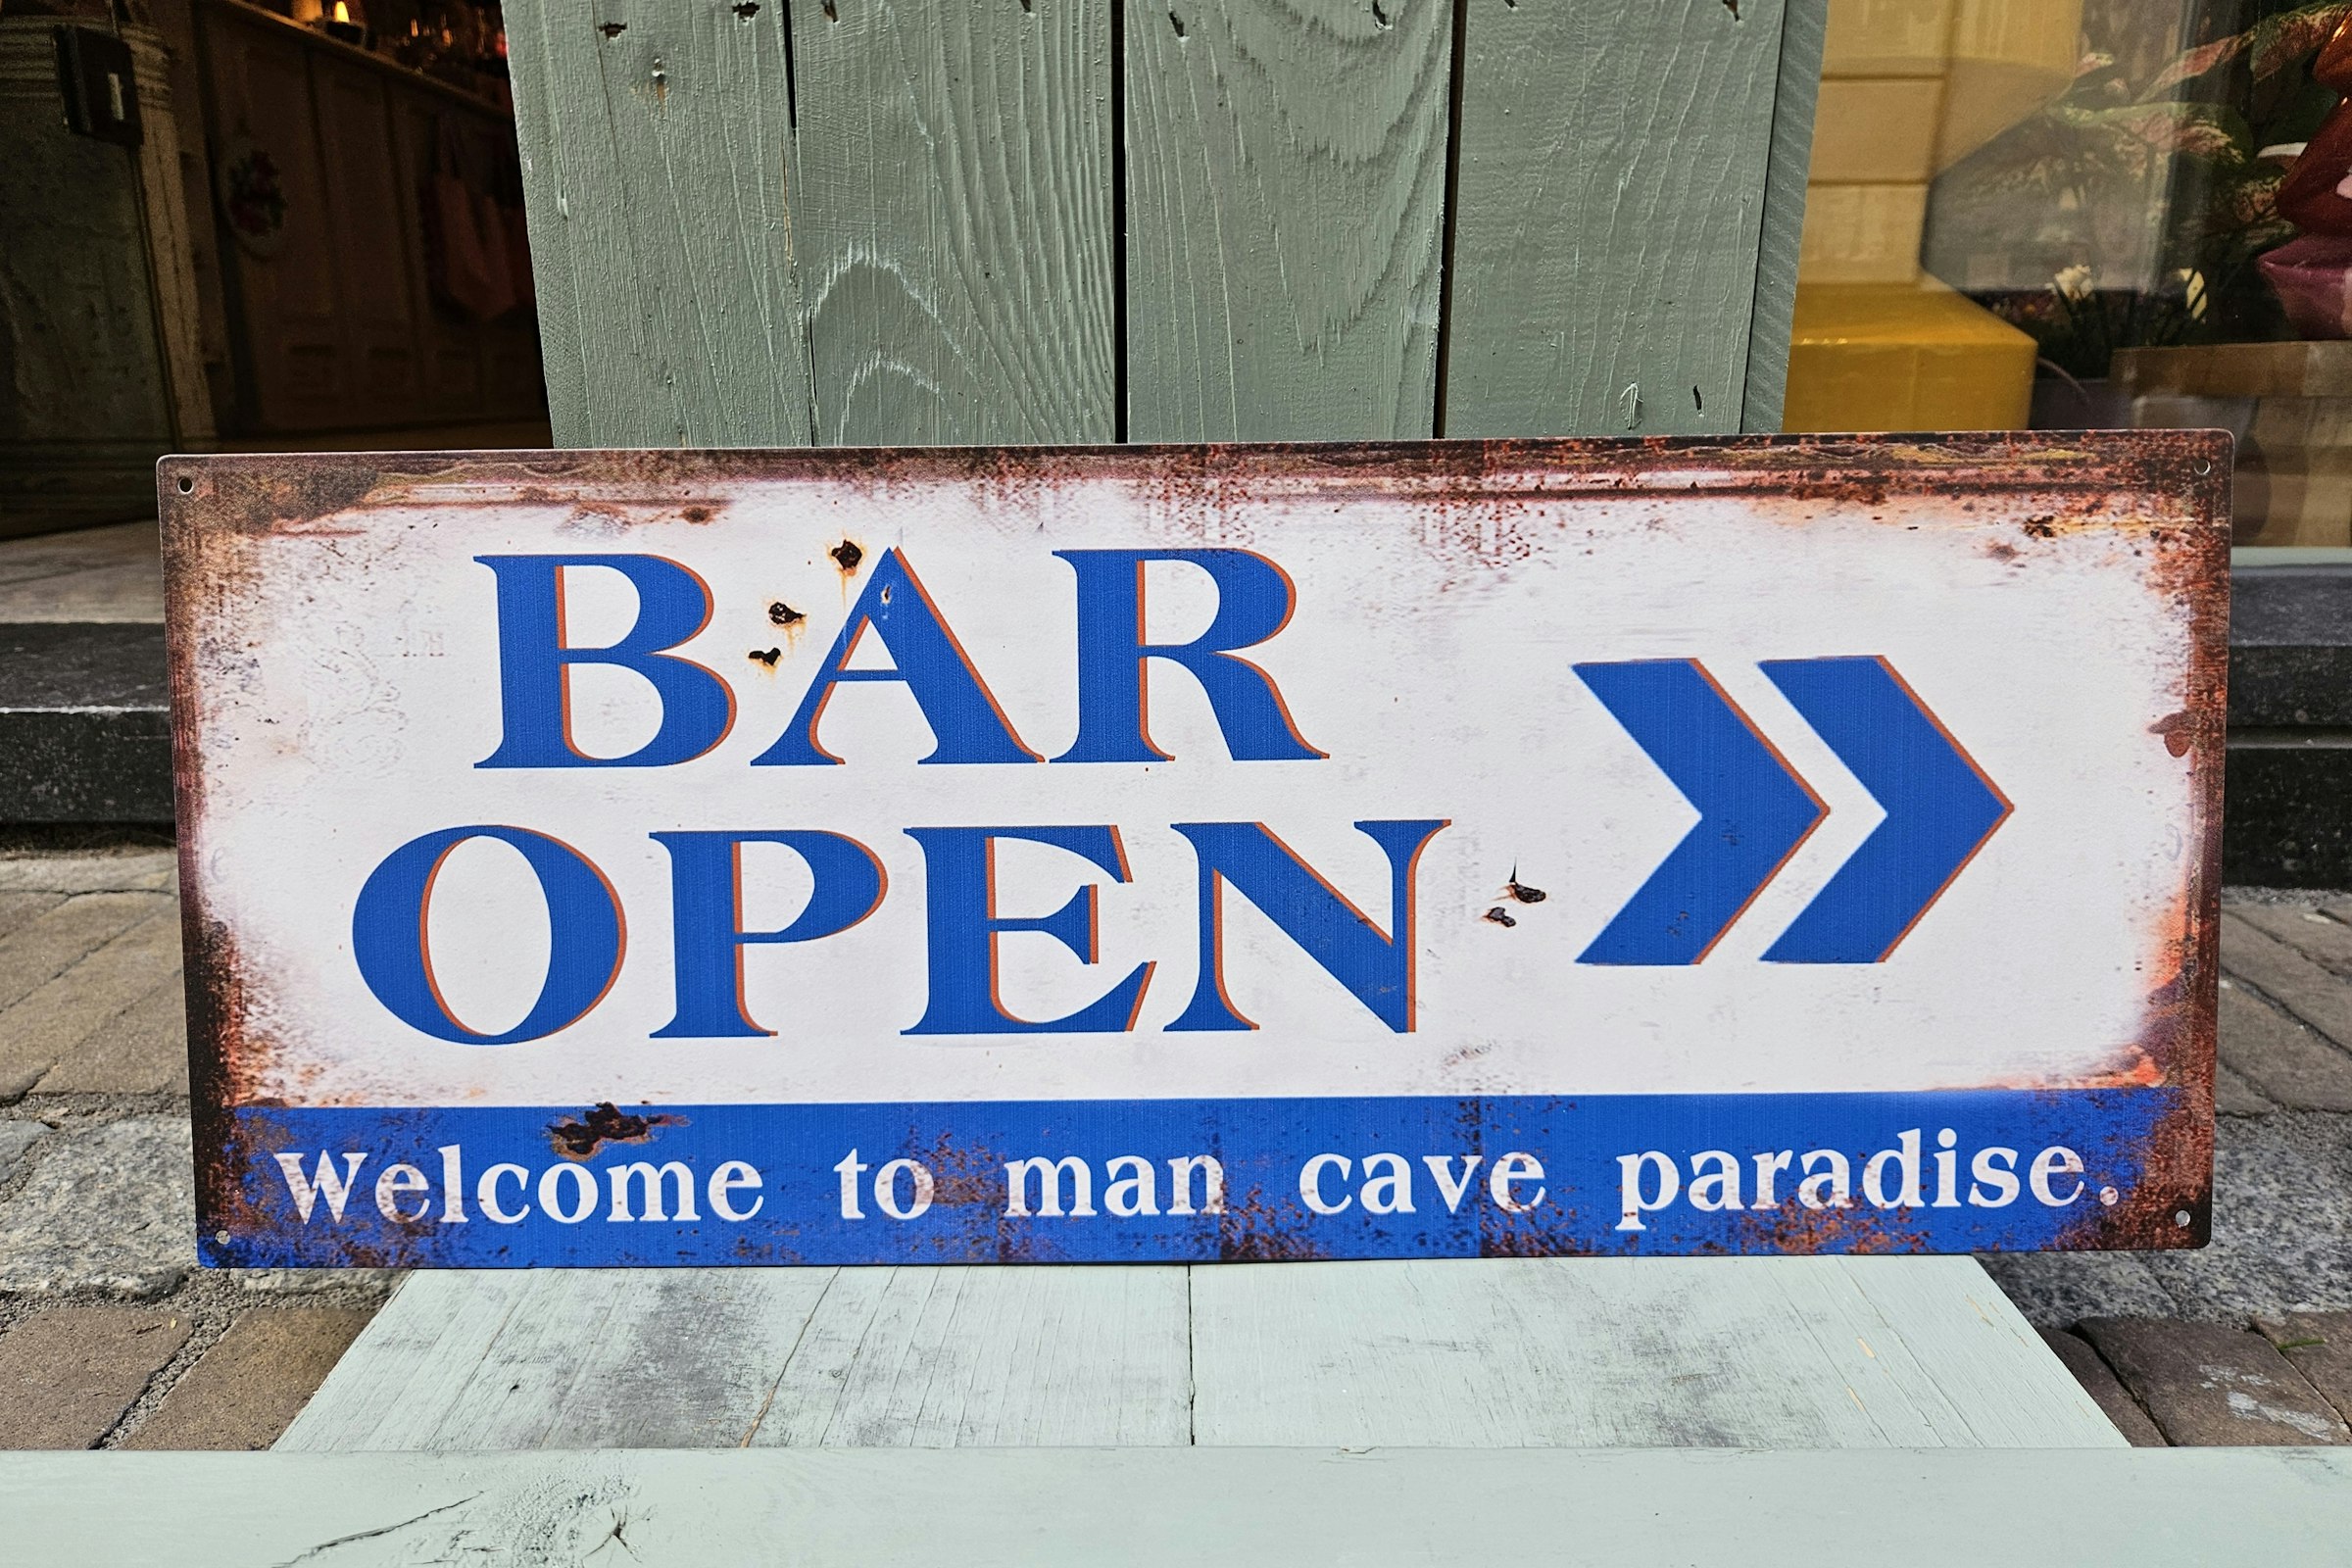 BAR
OPEN
Welcome to man cave paradise.